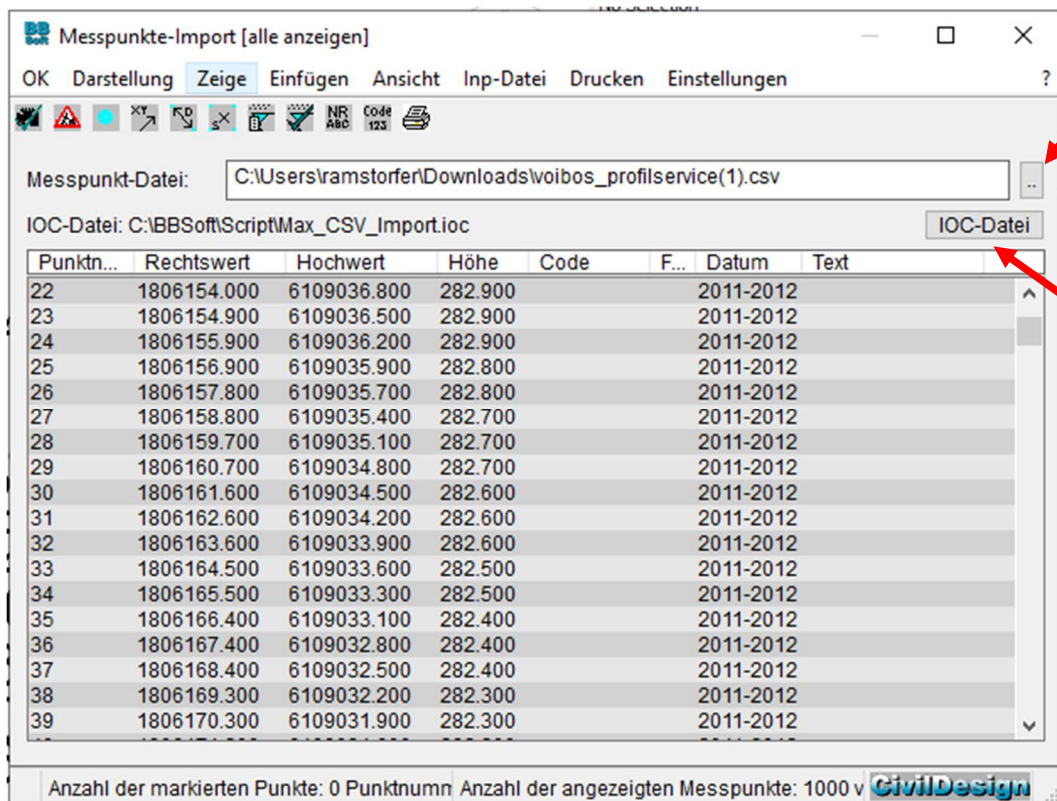 No Selection
BB Soft Messpunkte-Import [alle anzeigen]
OK Darstellung Zeige Einfügen Ansicht Inp-Datei Drucken Einstellungen ?
NR ABC Code 123
Messpunkt-Datei: C:\Users\ramstorfer\Downloads\voibos_profilservice(1).csv ..
IOC-Datei: C:\BBSoft\Script\Max_CSV_Import.ioc IOC-Datei
Punktn... Rechtswert Hochwert Höhe Code F... Datum Text
22 1806154.000 6109036.800 282.900 2011-2012
23 1806154.900 6109036.500 282.900 2011-2012
24 1806155.900 6109036.200 282.900 2011-2012
25 1806156.900 6109035.900 282.800 2011-2012
26 1806157.800 6109035.700 282.800 2011-2012
27 1806158.800 6109035.400 282.700 2011-2012
28 1806159.700 6109035.100 282.700 2011-2012
29 1806160.700 6109034.800 282.700 2011-2012
30 1806161.600 6109034.500 282.600 2011-2012
31 1806162.600 6109034.200 282.600 2011-2012
32 1806163.600 6109033.900 282.600 2011-2012
33 1806164.500 6109033.600 282.500 2011-2012
34 1806165.500 6109033.300 282.500 2011-2012
35 1806166.400 6109033.100 282.400 2011-2012
36 1806167.400 6109032.800 282.400 2011-2012
37 1806168.400 6109032.500 282.400 2011-2012
38 1806169.300 6109032.200 282.300 2011-2012
39 1806170.300 6109031.900 282.300 2011-2012
Anzahl der markierten Punkte: 0 Punktnumm Anzahl der angezeigten Messpunkte: 1000 v CivilDesign